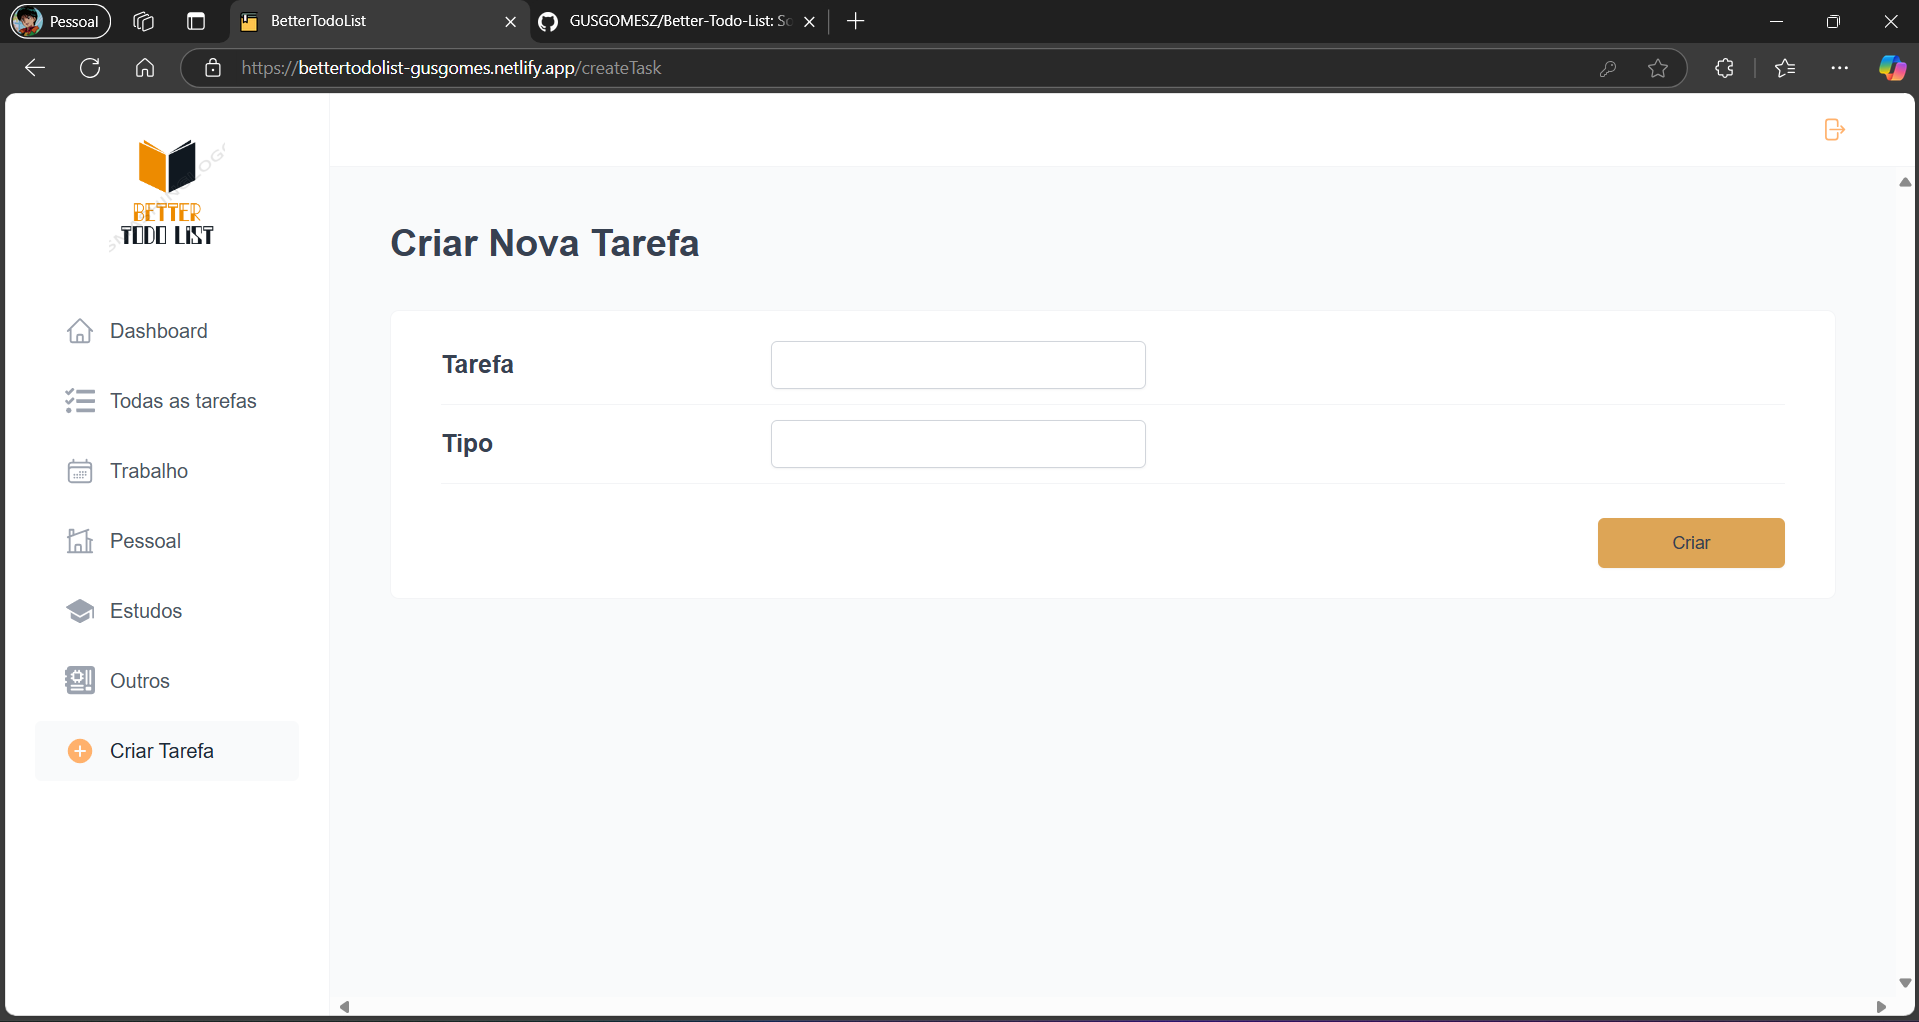 Pessoal
BetterTodoList
GUSGOMESZ/Better-Todo-List: So
https://bettertodolist-gusgomes.netlify.app/createTask
BETTER
TODO LIST
Dashboard
Todas as tarefas
Trabalho
Pessoal
Estudos
Outros
Criar Tarefa
Criar Nova Tarefa
Tarefa
Tipo
Criar